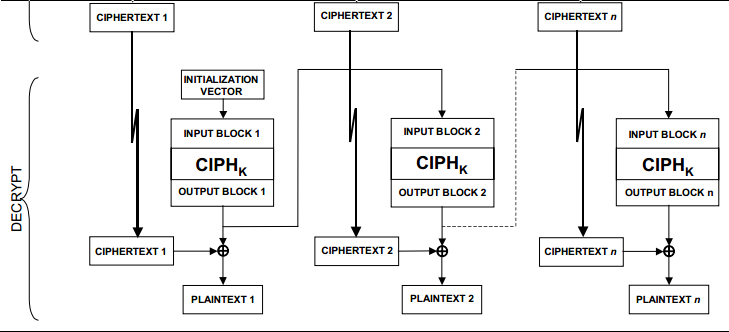 CIPHERTEXT 1
CIPHERTEXT 2
CIPHERTEXT n
INITIALIZATION
VECTOR
INPUT BLOCK 1
INPUT BLOCK 2
INPUT BLOCK n
CIPHK
CIPHK
CIPHK
OUTPUT BLOCK 1
OUTPUT BLOCK 2
OUTPUT BLOCK n
DECRYPT
CIPHERTEXT 1
CIPHERTEXT 2
CIPHERTEXT n
PLAINTEXT 1
PLAINTEXT 2
PLAINTEXT n